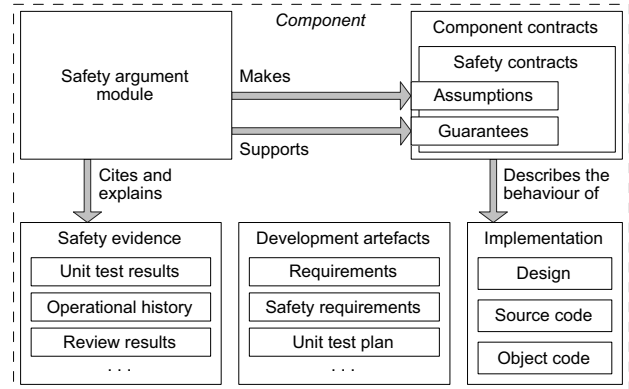 Component
Safety argument
module
Makes
Supports
Component contracts
Safety contracts
Assumptions
Guarantees
Cites and
explains
Describes the
behaviour of
Safety evidence
Unit test results
Operational history
Review results
. . .
Development artefacts
Requirements
Safety requirements
Unit test plan
. . .
Implementation
Design
Source code
Object code